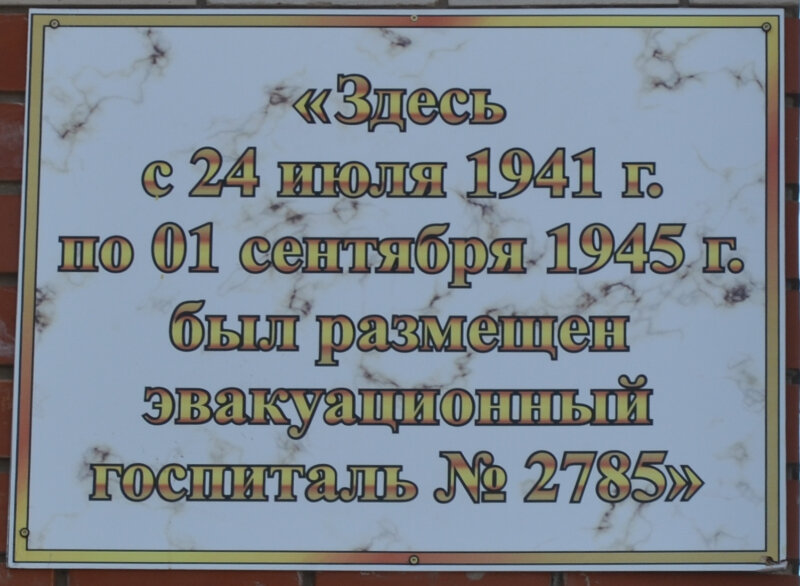 «Здесь
с 24 июля 1941 г.
по 01 сентября 1945 г.
был размещен
эвакуационный
госпиталь № 2785»